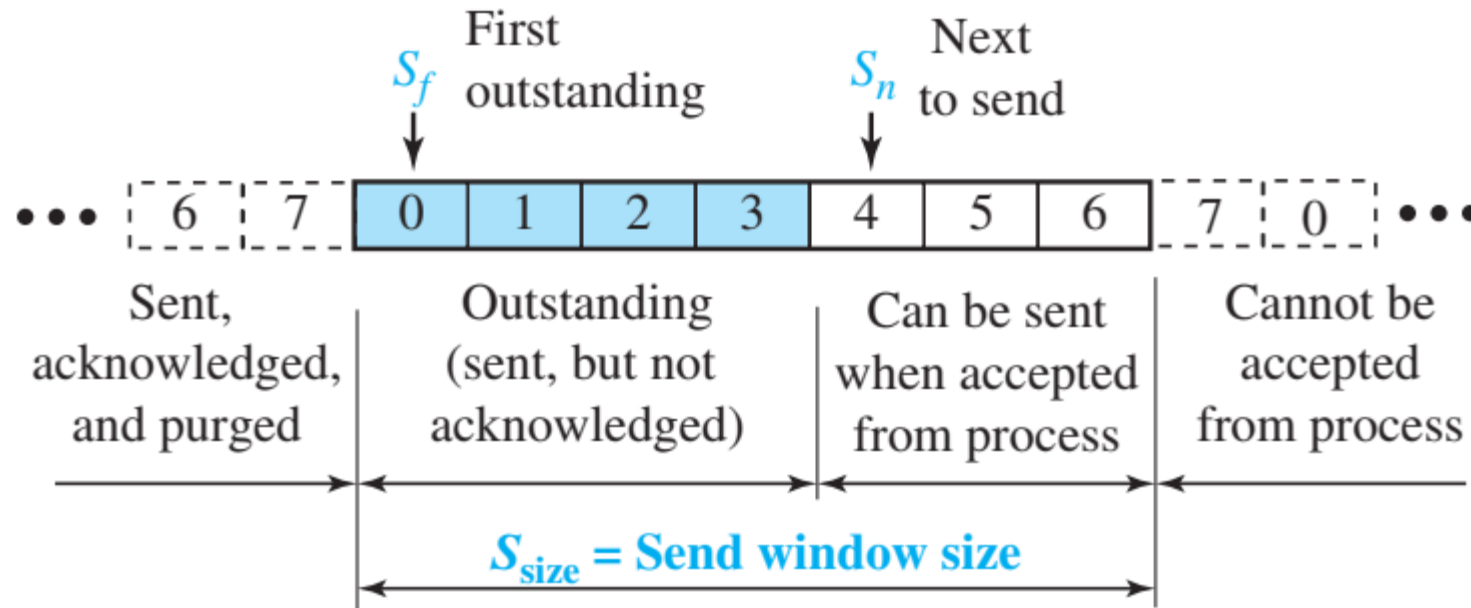 First
outstanding
S_f
Next
to send
S_n
••• 6 7 0 1 2 3 4 5 6 7 0 •••
Sent,
acknowledged,
and purged
Outstanding
(sent, but not
acknowledged)
Can be sent
when accepted
from process
Cannot be
accepted
from process
S_size = Send window size